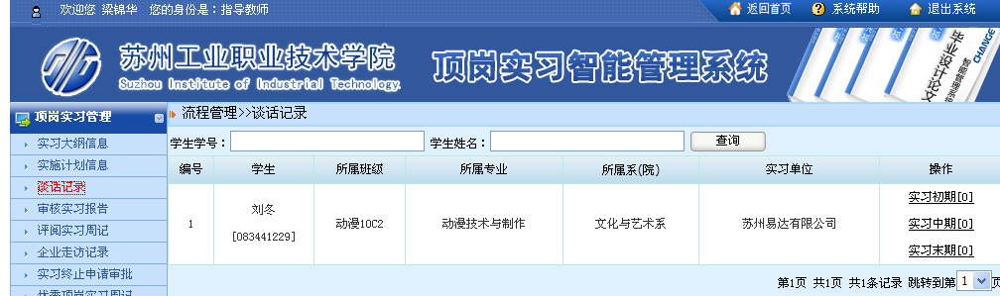 欢迎您 梁锦华 您的身份是：指导教师
返回首页 系统帮助 退出系统
苏州工业职业技术学院
Suzhou Institute of Industrial Technology.
顶岗实习智能管理系统
毕业设计论文
智能管理系统
CHANGE
顶岗实习管理
流程管理>>谈话记录
实习大纲信息
实施计划信息
谈话记录
审核实习报告
评阅实习周记
企业走访记录
实习终止申请审批
优秀顶岗实习周记
学生学号： 学生姓名： 查询
编号 学生 所属班级 所属专业 所属系(院) 实习单位 操作
1 刘冬 [083441229] 动漫10C2 动漫技术与制作 文化与艺术系 苏州易达有限公司
实习初期[0]
实习中期[0]
实习末期[0]
第1页 共1页 共1条记录 跳转到第 1 页